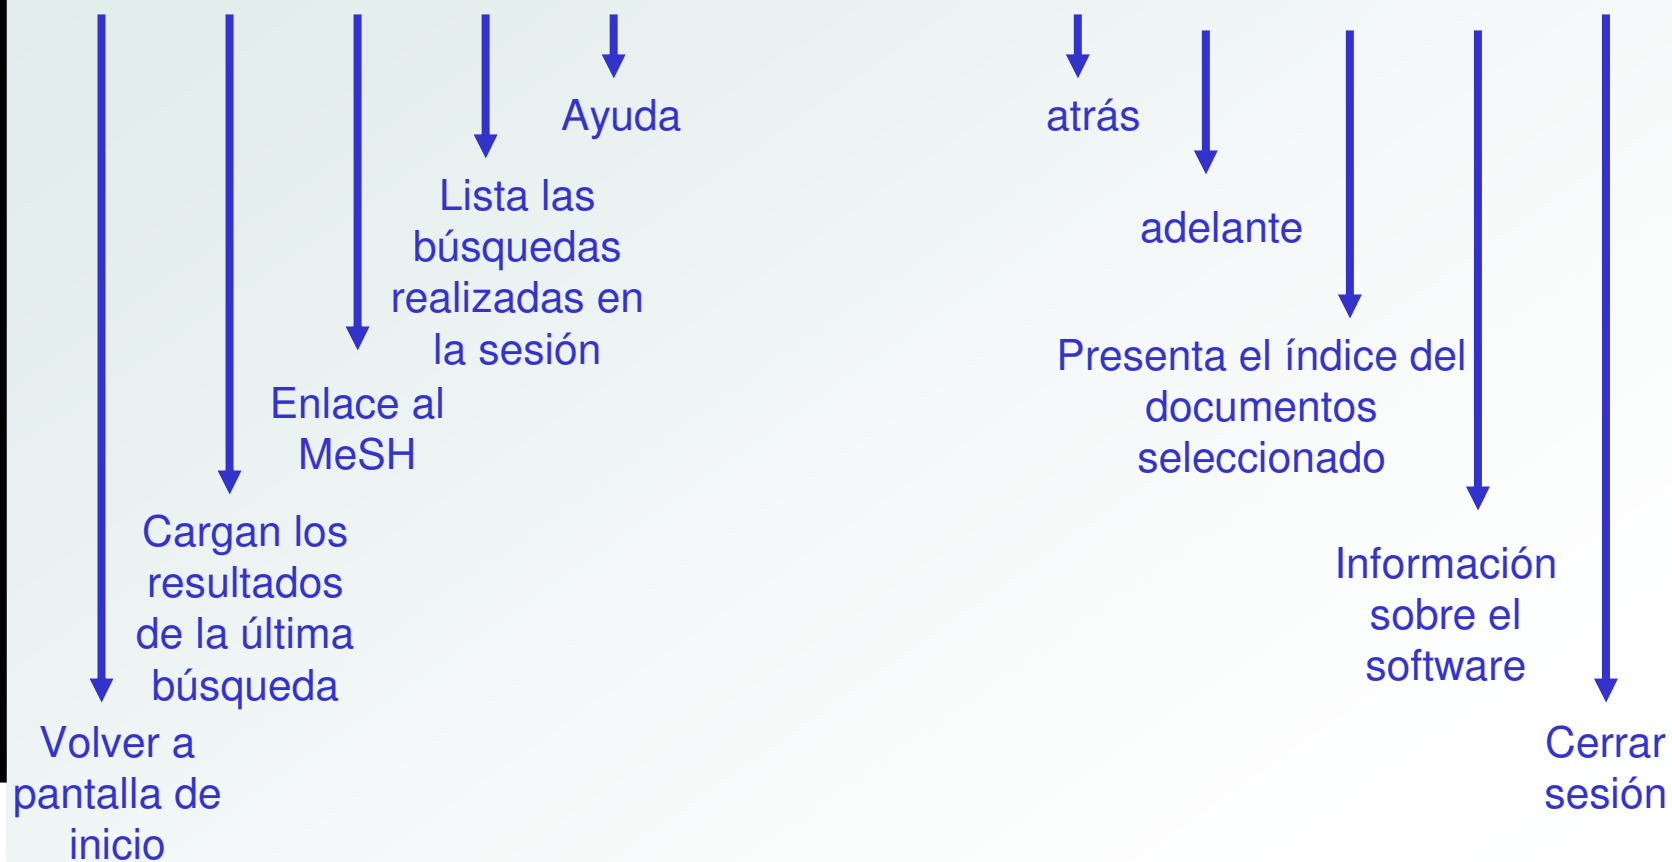 Ayuda
Lista las
búsquedas
realizadas en
la sesión
Enlace al
MeSH
Cargan los
resultados
de la última
búsqueda
Volver a
pantalla de
inicio
atrás
adelante
Presenta el índice del
documentos
seleccionado
Información
sobre el
software
Cerrar
sesión